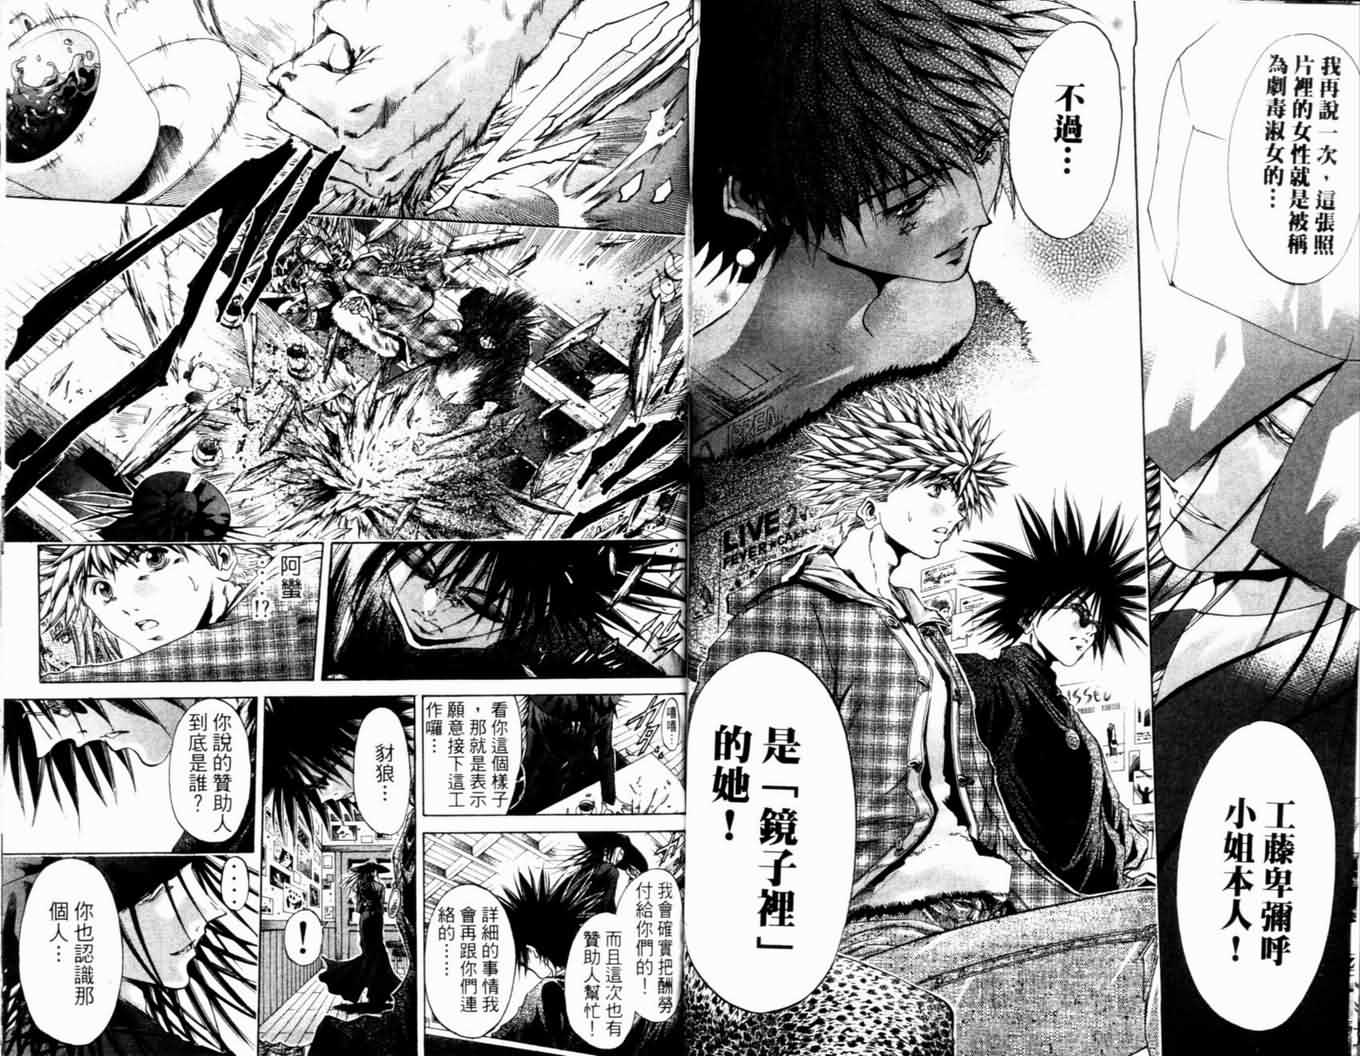 我再說一次，這張照
片裡的女性就是被稱
為劇毒淑女的…
工藤卑彌呼
小姐本人！
不過…
LIVE
是「鏡子裡」
的她！
阿蠻
……!?
嘻嘻
看你這個樣子
，那就是表示
願意接下這工
作囉…
我會確實把酬勞
付給你們的！
而且這次也有
贊助人幫忙！
詳細的事情我
會再跟你們連
絡的……
豺狼…
！
你說的贊助人
到底是誰？
…
你也認識那
個人…